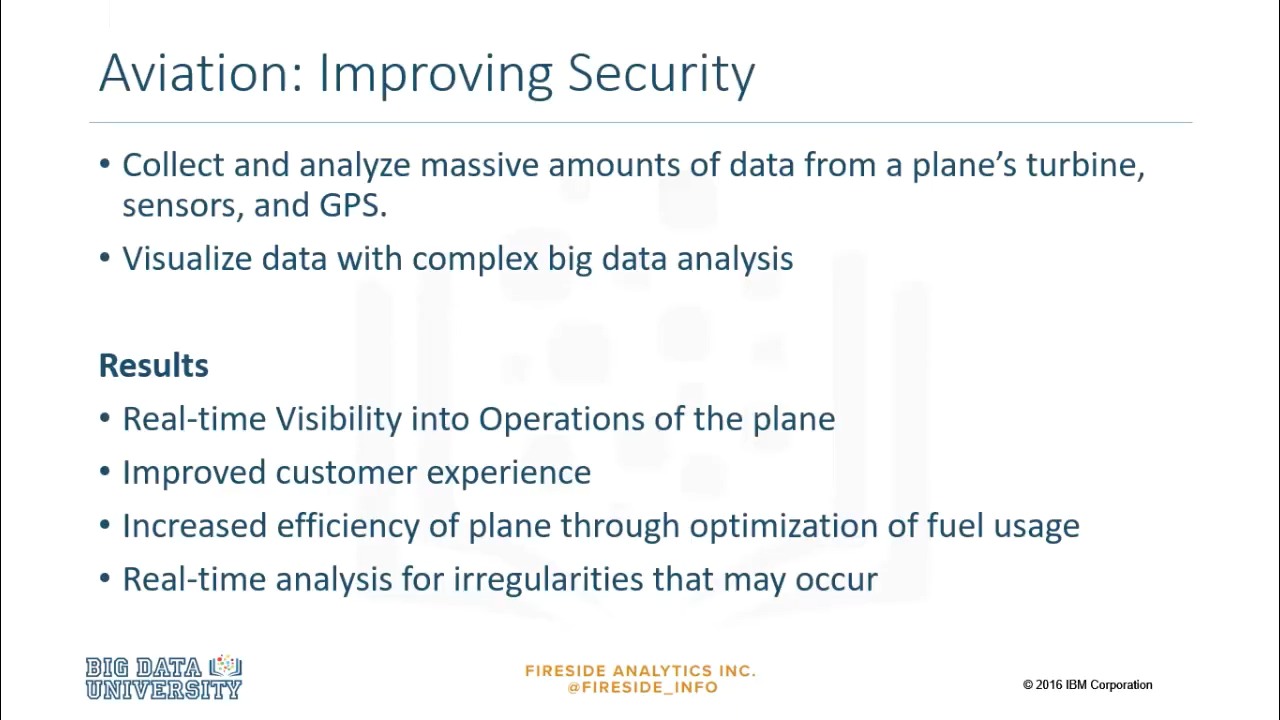 Aviation: Improving Security
• Collect and analyze massive amounts of data from a plane’s turbine,
sensors, and GPS.
• Visualize data with complex big data analysis
Results
• Real-time Visibility into Operations of the plane
• Improved customer experience
• Increased efficiency of plane through optimization of fuel usage
• Real-time analysis for irregularities that may occur
BIG DATA
UNIVERSITY
FIRESIDE ANALYTICS INC.
@FIRESIDE_INFO
© 2016 IBM Corporation